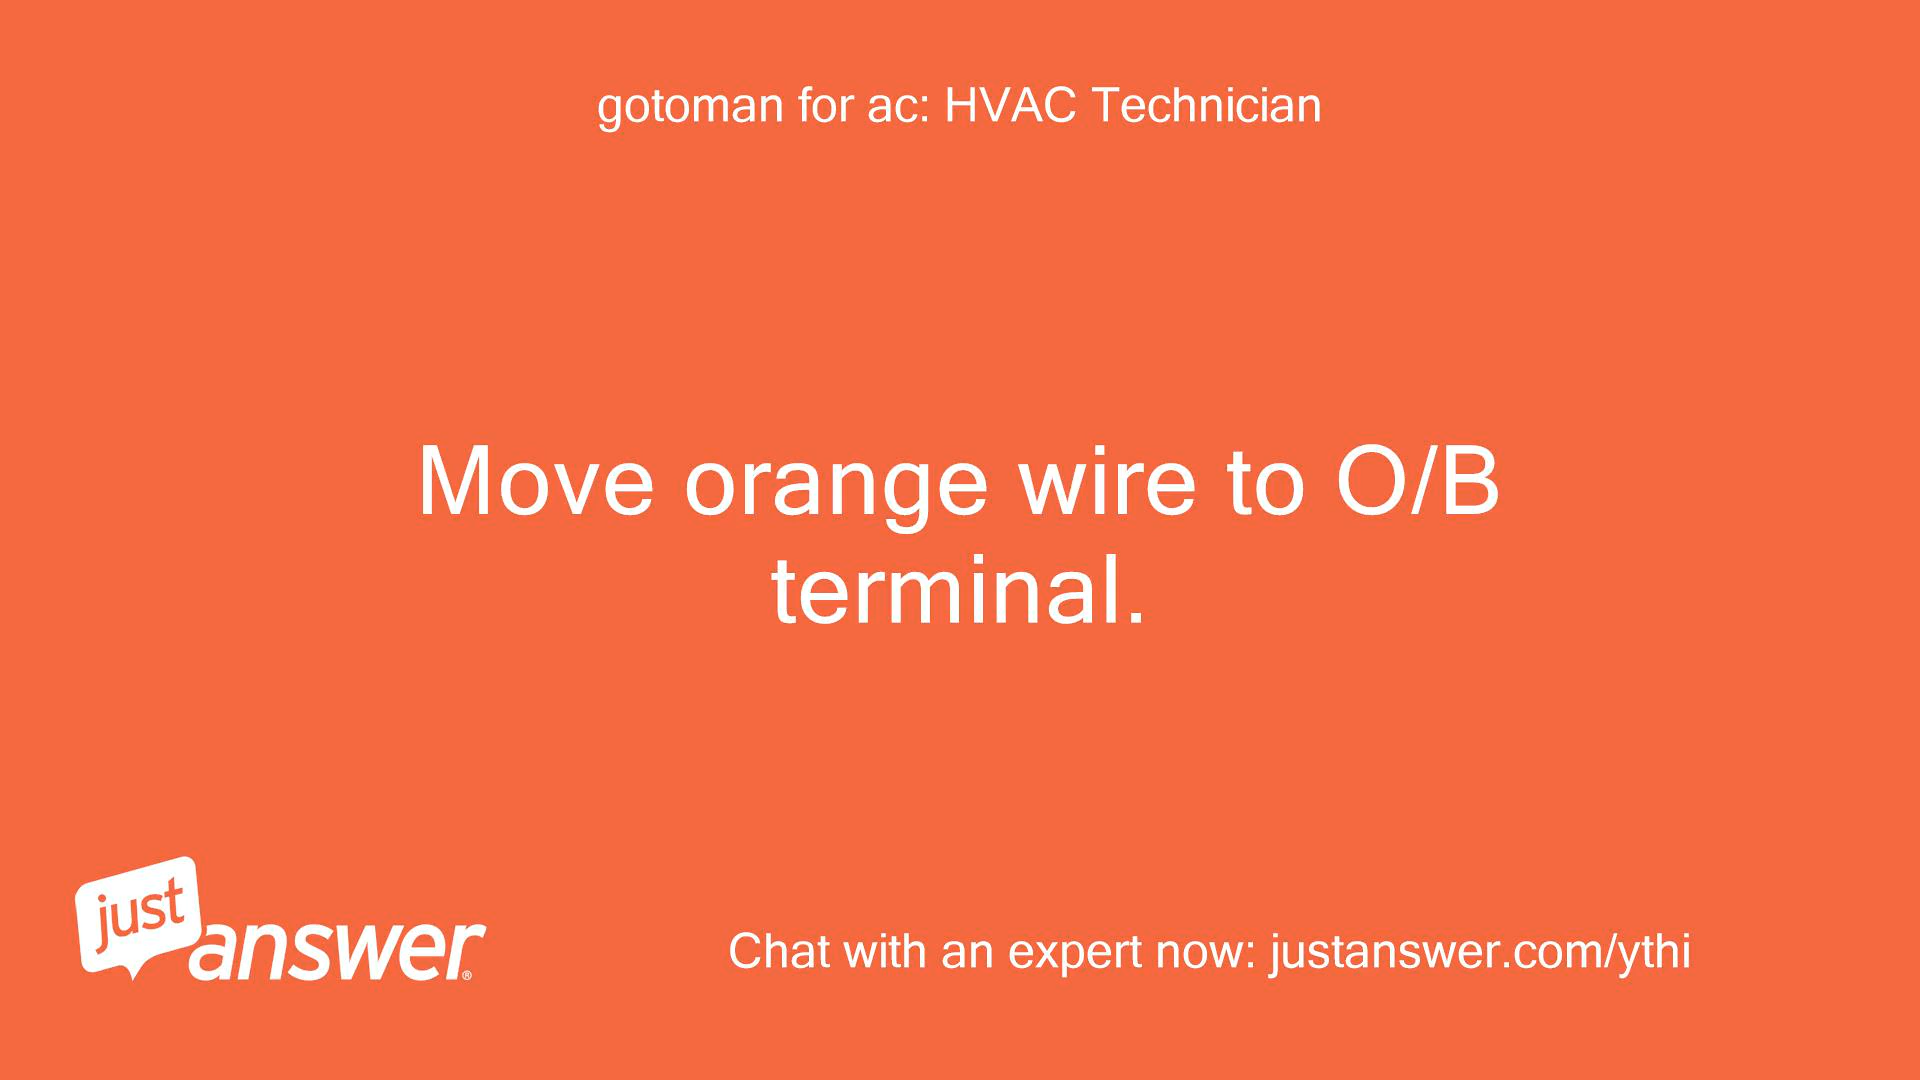 gotoman for ac: HVAC Technician
Move orange wire to O/B
terminal.
just
answer®
Chat with an expert now: justanswer.com/ythi